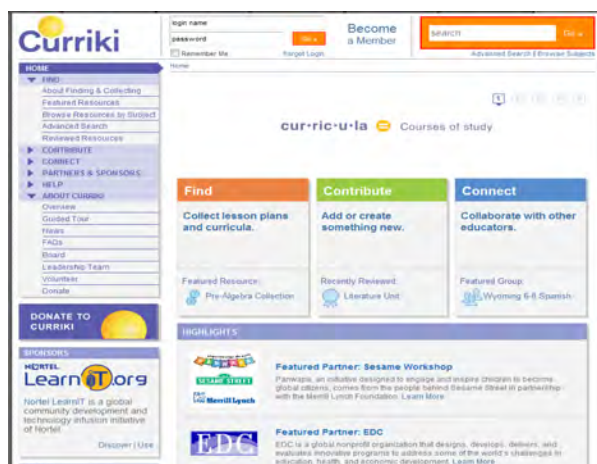 Curriki
login name
password
Go
Remember Me
Forgot Login
Become
a Member
search
Go
Advanced Search | Browse Subjects
HOME
Home
FIND
About Finding & Collecting
Featured Resources
Browse Resources by Subject
Advanced Search
Reviewed Resources
CONTRIBUTE
CONNECT
PARTNERS & SPONSORS
HELP
ABOUT CURRIKI
Overview
Guided Tour
News
FAQs
Board
Leadership Team
Volunteer
Donate
DONATE TO
CURRIKI
SPONSORS
NORTEL
LearniT.org
Nortel LearnIT is a global
community development and
technology infusion initiative
of Nortel.
Discover | Use
1
cur•ric•u•la = Courses of study
Find
Collect lesson plans
and curricula.
Featured Resource:
Pre-Algebra Collection
Contribute
Add or create
something new.
Recently Reviewed:
Literature Unit
Connect
Collaborate with other
educators.
Featured Group:
Wyoming 6-8 Spanish
HIGHLIGHTS
SESAME STREET
Merrill Lynch
Featured Partner: Sesame Workshop
Panwapa, an initiative designed to engage and inspire children to become
global citizens, comes from the people behind Sesame Street in partnership
with the Merrill Lynch Foundation. Learn More
EDC
Featured Partner: EDC
EDC is a global nonprofit organization that designs, develops, delivers, and
evaluates innovative programs to address some of the world's challenges in
education, health, and economic development. Learn More